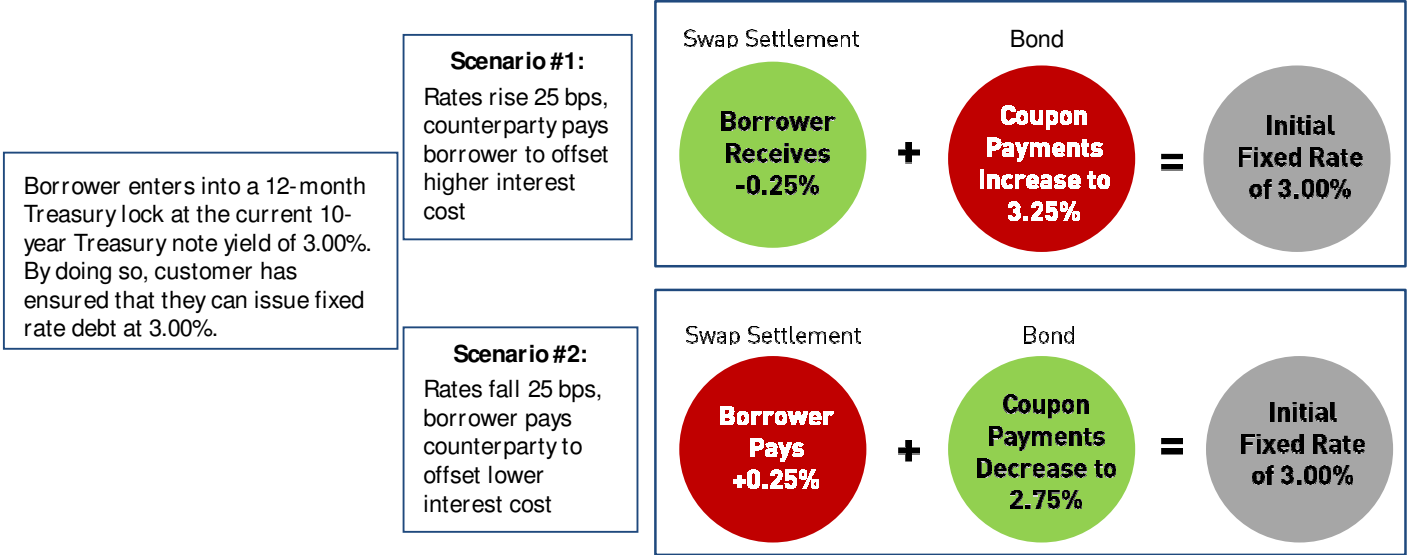 Borrower enters into a 12-month
Treasury lock at the current 10-
year Treasury note yield of 3.00%.
By doing so, customer has
ensured that they can issue fixed
rate debt at 3.00%.
Scenario #1:
Rates rise 25 bps,
counterparty pays
borrower to offset
higher interest
cost
Swap Settlement
Borrower
Receives
-0.25%
+
Bond
Coupon
Payments
Increase to
3.25%
=
Initial
Fixed Rate
of 3.00%
Scenario #2:
Rates fall 25 bps,
borrower pays
counterparty to
offset lower
interest cost
Swap Settlement
Borrower
Pays
+0.25%
+
Bond
Coupon
Payments
Decrease to
2.75%
=
Initial
Fixed Rate
of 3.00%